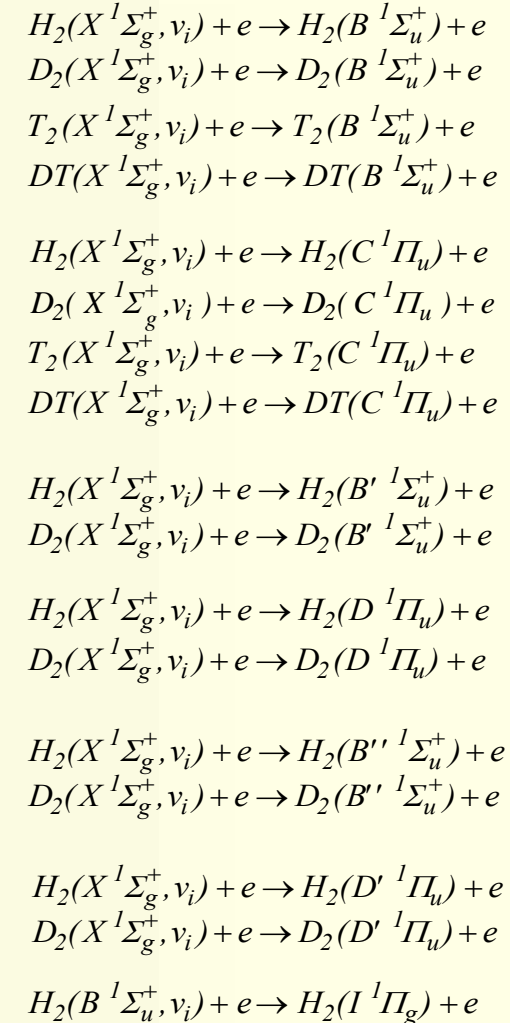 H₂(X ¹Σg⁺,vᵢ)+e→H₂(B ¹Σu⁺)+e
D₂(X ¹Σg⁺,vᵢ)+e→D₂(B ¹Σu⁺)+e
T₂(X ¹Σg⁺,vᵢ)+e→T₂(B ¹Σu⁺)+e
DT(X ¹Σg⁺,vᵢ)+e→DT(B ¹Σu⁺)+e
H₂(X ¹Σg⁺,vᵢ)+e→H₂(C ¹Πu)+e
D₂( X ¹Σg⁺,vᵢ )+e→D₂( C ¹Πu )+e
T₂(X ¹Σg⁺,vᵢ)+e→T₂(C ¹Πu)+e
DT(X ¹Σg⁺,vᵢ)+e→DT(C ¹Πu)+e
H₂(X ¹Σg⁺,vᵢ)+e→H₂(B′ ¹Σu⁺)+e
D₂(X ¹Σg⁺,vᵢ)+e→D₂(B′ ¹Σu⁺)+e
H₂(X ¹Σg⁺,vᵢ)+e→H₂(D ¹Πu)+e
D₂(X ¹Σg⁺,vᵢ)+e→D₂(D ¹Πu)+e
H₂(X ¹Σg⁺,vᵢ)+e→H₂(B′′ ¹Σu⁺)+e
D₂(X ¹Σg⁺,vᵢ)+e→D₂(B′′ ¹Σu⁺)+e
H₂(X ¹Σg⁺,vᵢ)+e→H₂(D′ ¹Πu)+e
D₂(X ¹Σg⁺,vᵢ)+e→D₂(D′ ¹Πu)+e
H₂(B ¹Σu⁺,vᵢ)+e→H₂(I ¹Πg)+e